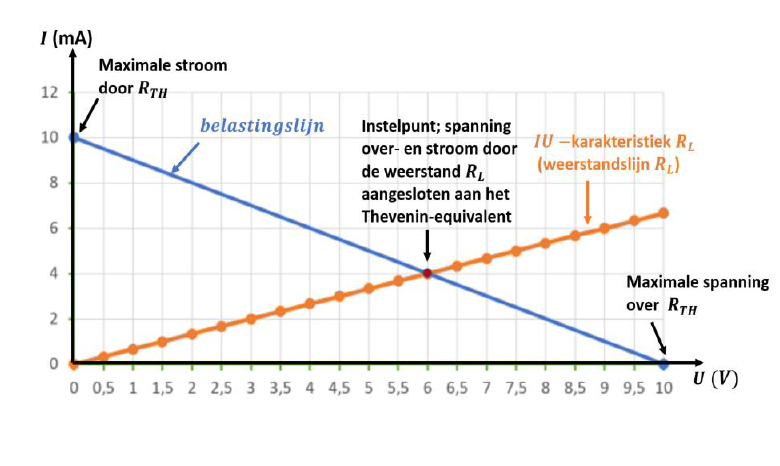 I (mA)
Maximale stroom
door R_TH
belastingslijn
Instelpunt; spanning
over- en stroom door
de weerstand R_L
aangesloten aan het
Thevenin-equivalent
IU –karakteristiek R_L
(weerstandslijn R_L)
Maximale spanning
over R_TH
12
10
8
6
4
2
0
0 0,5 1 1,5 2 2,5 3 3,5 4 4,5 5 5,5 6 6,5 7 7,5 8 8,5 9 9,5 10
U (V)